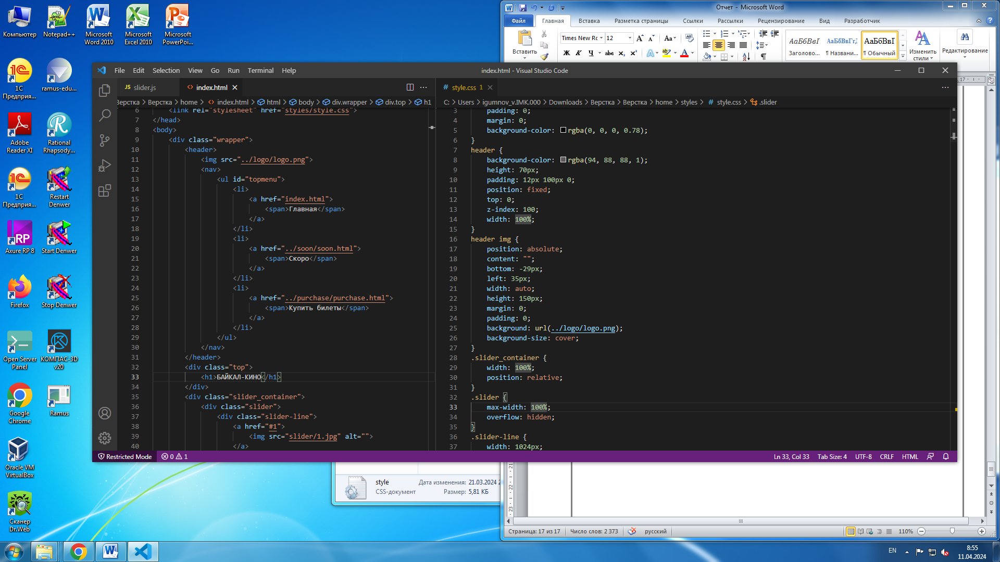 Компьютер
Notepad++
Microsoft Word 2010
Microsoft Excel 2010
Microsoft PowerPoi...
1С Предприя...
ramus-edu...
Adobe Reader XI
Rational Rhapsody...
1С Предприя...
Restart Denwer
Axure RP 8
Start Denwer
Firefox
Stop Denwer
Open Server Panel
КОМПАС-3D v20
Google Chrome
Ramus
Oracle VM VirtualBox
Сканер Dr.Web
Отчет - Microsoft Word
Файл Главная Вставка Разметка страницы Ссылки Рассылки Рецензирование Вид Разработчик
Вставить
Times New Rc 12
Ж К Ч abc x₂ x²
АаБбВвІ АаБбВвГг, АаБбВвІ
Заголово... ¶ Названи... ¶ Обычный
Изменить стили
Редактирование
File Edit Selection View Go Run Terminal Help
index.html - Visual Studio Code
JS slider.js
<> index.html
Верстка > Верстка > home > <> index.html > html > body > div.wrapper > div.top > h1
6 <link rel="stylesheet" href="styles/style.css">
7 </head>
8 <body>
9 <div class="wrapper">
10 <header>
11 <img src="../logo/logo.png">
12 <nav>
13 <ul id="topmenu">
14 <li>
15 <a href="index.html">
16 <span>Главная</span>
17 </a>
18 </li>
19 <li>
20 <a href="../soon/soon.html">
21 <span>Скоро</span>
22 </a>
23 </li>
24 <li>
25 <a href="../purchase/purchase.html">
26 <span>Купить билеты</span>
27 </a>
28 </li>
29 </ul>
30 </nav>
31 </header>
32 <div class="top">
33 <h1>БАЙКАЛ-КИНО</h1>
34 </div>
35 <div class="slider_container">
36 <div class="slider">
37 <div class="slider-line">
38 <a href="#1">
39 <img src="slider/1.jpg" alt="">
40 </a>
# style.css 1
C: > Users > igumnov_v.IMK.000 > Downloads > Верстка > Верстка > home > styles > # style.css > .slider
3 padding: 0;
4 margin: 0;
5 background-color: rgba(0, 0, 0, 0.78);
6 }
7 header {
8 background-color: rgba(94, 88, 88, 1);
9 height: 70px;
10 padding: 12px 100px 0;
11 position: fixed;
12 top: 0;
13 z-index: 100;
14 width: 100%;
15 }
16 header img {
17 position: absolute;
18 content: "";
19 bottom: -29px;
20 left: 35px;
21 width: auto;
22 height: 150px;
23 margin: 0;
24 padding: 0;
25 background: url(../logo/logo.png);
26 background-size: cover;
27 }
28 .slider_container {
29 width: 100%;
30 position: relative;
31 }
32 .slider {
33 max-width: 100%;
34 overflow: hidden;
35 }
36 .slider-line {
37 width: 1024px;
Restricted Mode 0 1
Ln 33, Col 33 Tab Size: 4 UTF-8 CRLF HTML
style Дата изменения: 21.03.2024 2
CSS-документ Размер: 5,81 КБ
Страница: 17 из 17 Число слов: 2 373 русский 110%
EN
8:55
11.04.2024